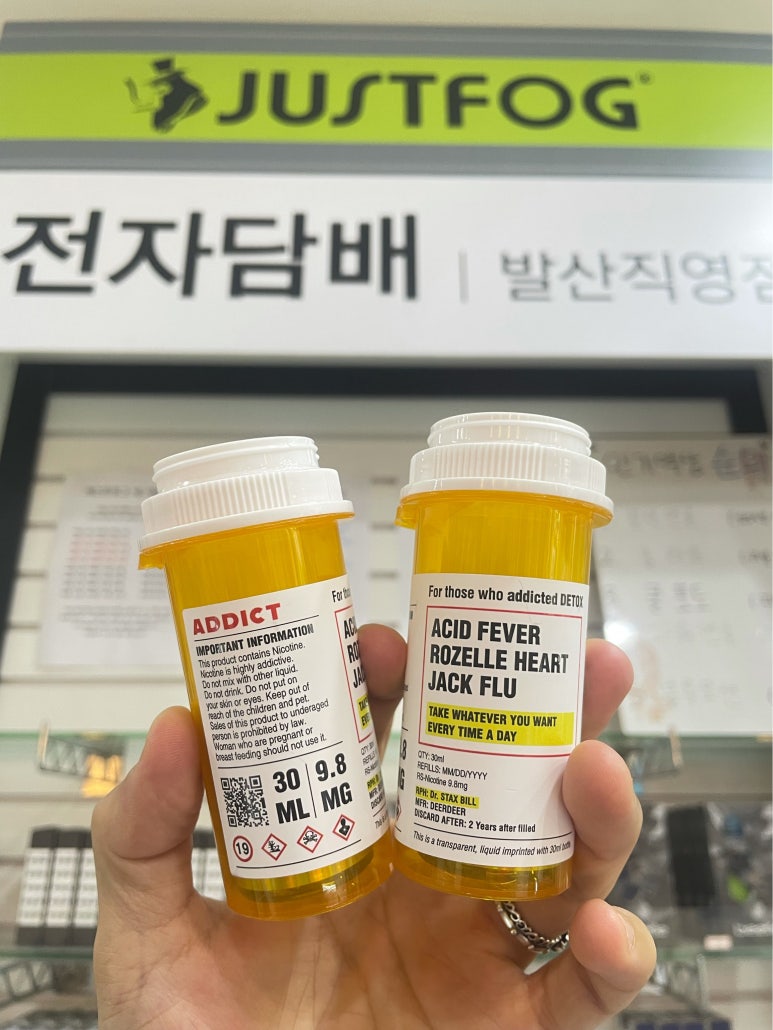 JUSTFOG
전자담배 | 발산직영점
ADDICT
IMPORTANT INFORMATION
This product contains Nicotine.
Nicotine is highly addictive.
Do not mix with other liquid.
Do not drink. Do not put on
your skin or eyes. Keep out of
reach of the children and pet.
Sales of this product to underaged
person is prohibited by law.
Woman who are pregnant or
breast feeding should not use it.
30 ML | 9.8 MG
19
For those who addicted DETOX
ACID FEVER
ROZELLE HEART
JACK FLU
TAKE WHATEVER YOU WANT
EVERY TIME A DAY
QTY: 30ml
REFILLS: MM/DD/YYYY
RS-Nicotine 9.8mg
RPH: Dr. STAX BILL
MFR: DEERDEER
DISCARD AFTER: 2 Years after filled
This is a transparent, liquid imprinted with 30ml bottle